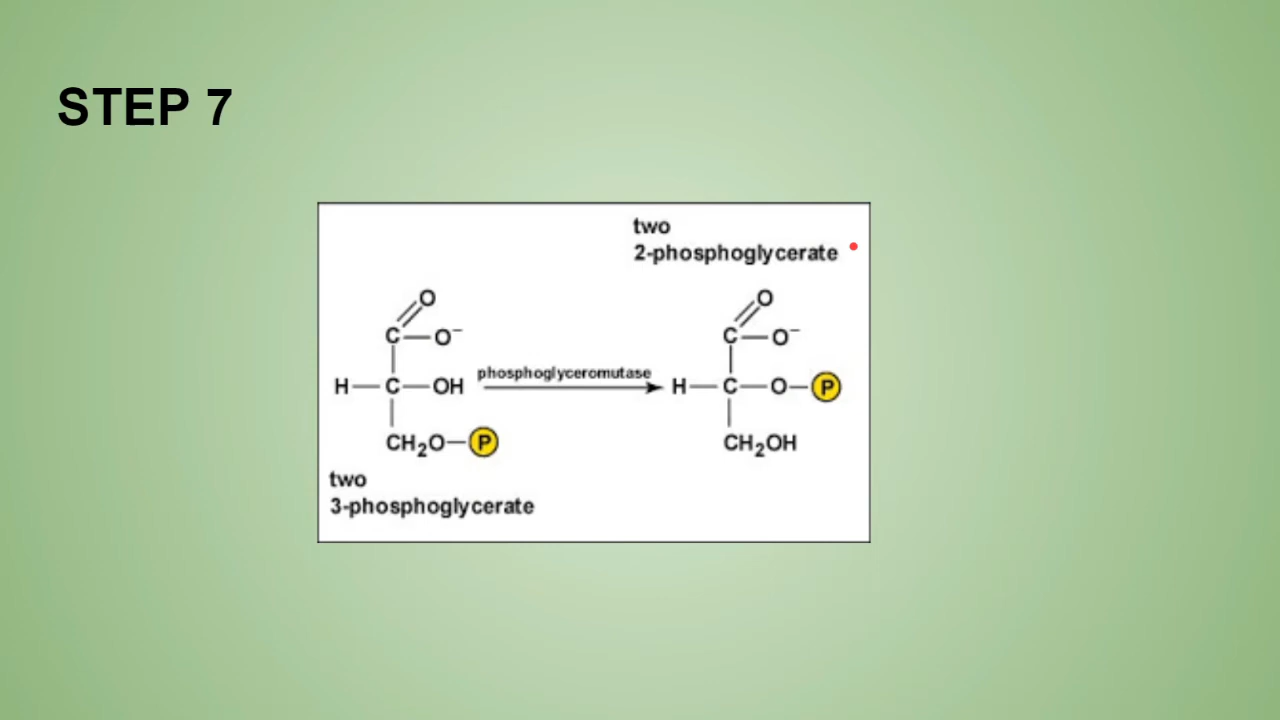 STEP 7
two
2-phosphoglycerate
O
O
C—O⁻
C—O⁻
phosphoglyceromutase
H—C—OH
H—C—O—P
CH₂O—P
CH₂OH
two
3-phosphoglycerate